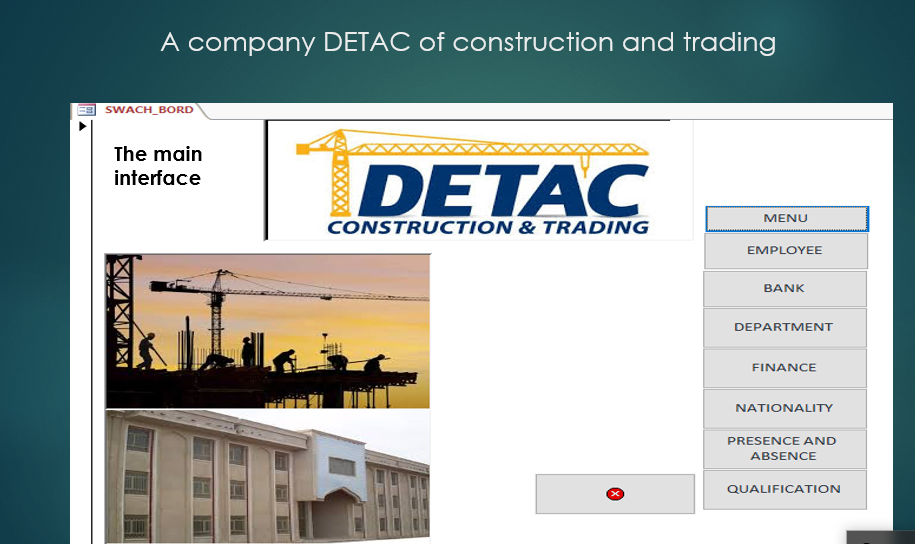 A company DETAC of construction and trading
SWACH_BORD
The main
interface
DETAC
CONSTRUCTION & TRADING
MENU
EMPLOYEE
BANK
DEPARTMENT
FINANCE
NATIONALITY
PRESENCE AND
ABSENCE
QUALIFICATION